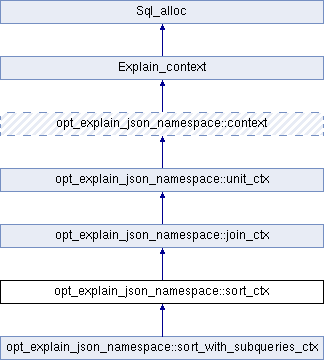 Sql_alloc
Explain_context
opt_explain_json_namespace::context
opt_explain_json_namespace::unit_ctx
opt_explain_json_namespace::join_ctx
opt_explain_json_namespace::sort_ctx
opt_explain_json_namespace::sort_with_subqueries_ctx